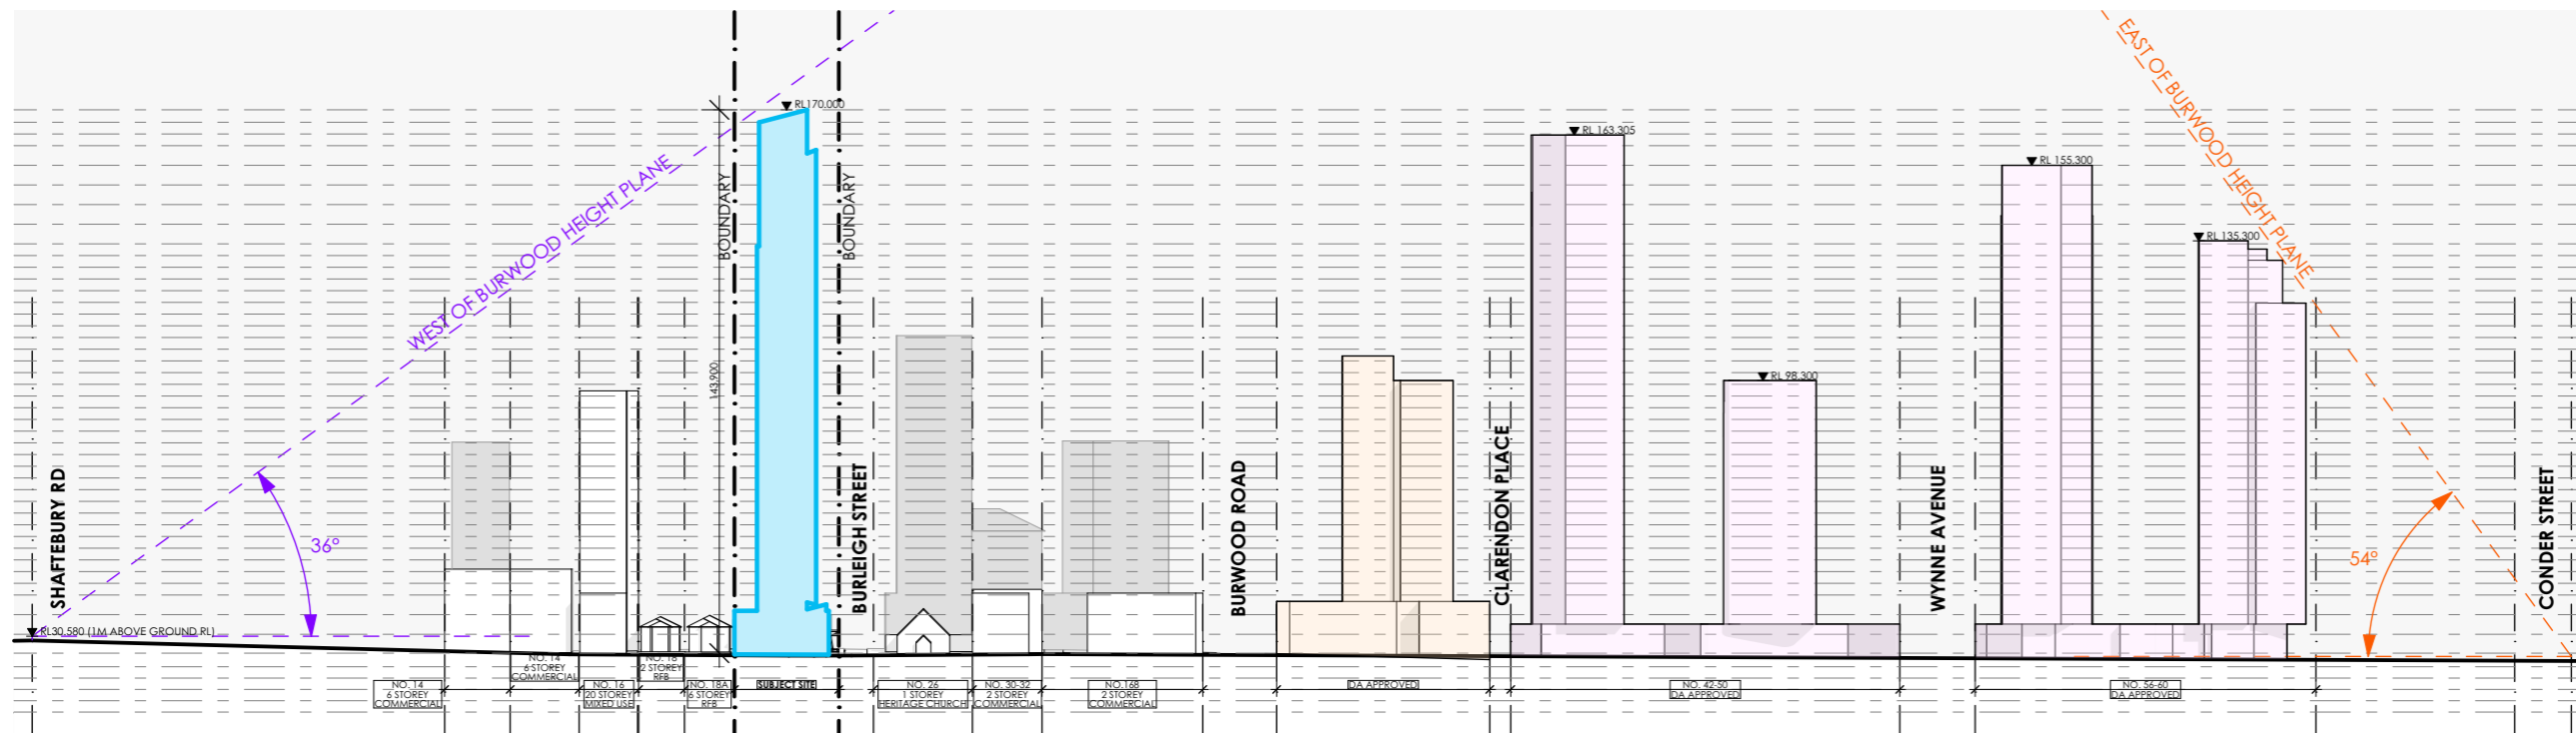 EAST OF BURWOOD HEIGHT PLANE
RL170.000
RL 163.305
RL 155.300
WEST OF BURWOOD HEIGHT PLANE
BOUNDARY
BOUNDARY
RL 135.300
143,900
RL 98.300
SHAFTEBURY RD
36°
BURLEIGH STREET
BURWOOD ROAD
CLARENDON PLACE
WYNNE AVENUE
54°
CONDER STREET
RL30.580 (1M ABOVE GROUND RL)
NO. 14
6 STOREY
COMMERCIAL
NO. 14
6 STOREY
COMMERCIAL
NO. 16
20 STOREY
MIXED USE
NO. 18
2 STOREY
RFB
NO. 18A
6 STOREY
RFB
SUBJECT SITE
NO. 26
1 STOREY
HERITAGE CHURCH
NO. 30-32
2 STOREY
COMMERCIAL
NO.168
2 STOREY
COMMERCIAL
DA APPROVED
NO. 42-50
DA APPROVED
NO. 56-60
DA APPROVED